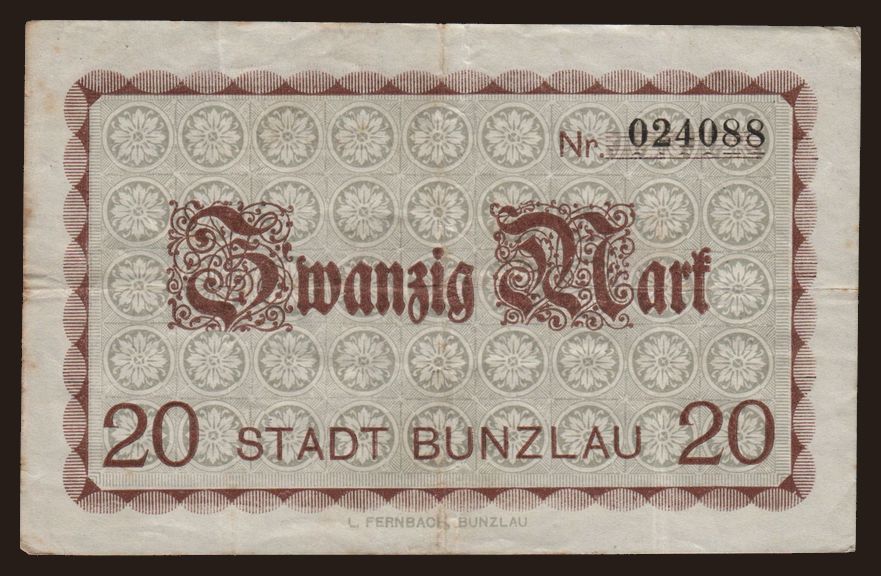 Nr. 024088
Zwanzig Mark
20 STADT BUNZLAU 20
L. FERNBACH, BUNZLAU